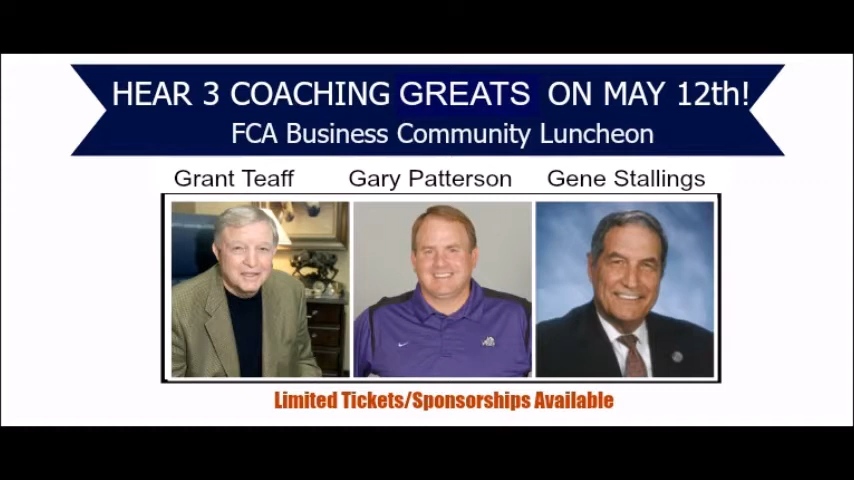 HEAR 3 COACHING GREATS ON MAY 12th!
FCA Business Community Luncheon
Grant Teaff Gary Patterson Gene Stallings
Limited Tickets/Sponsorships Available